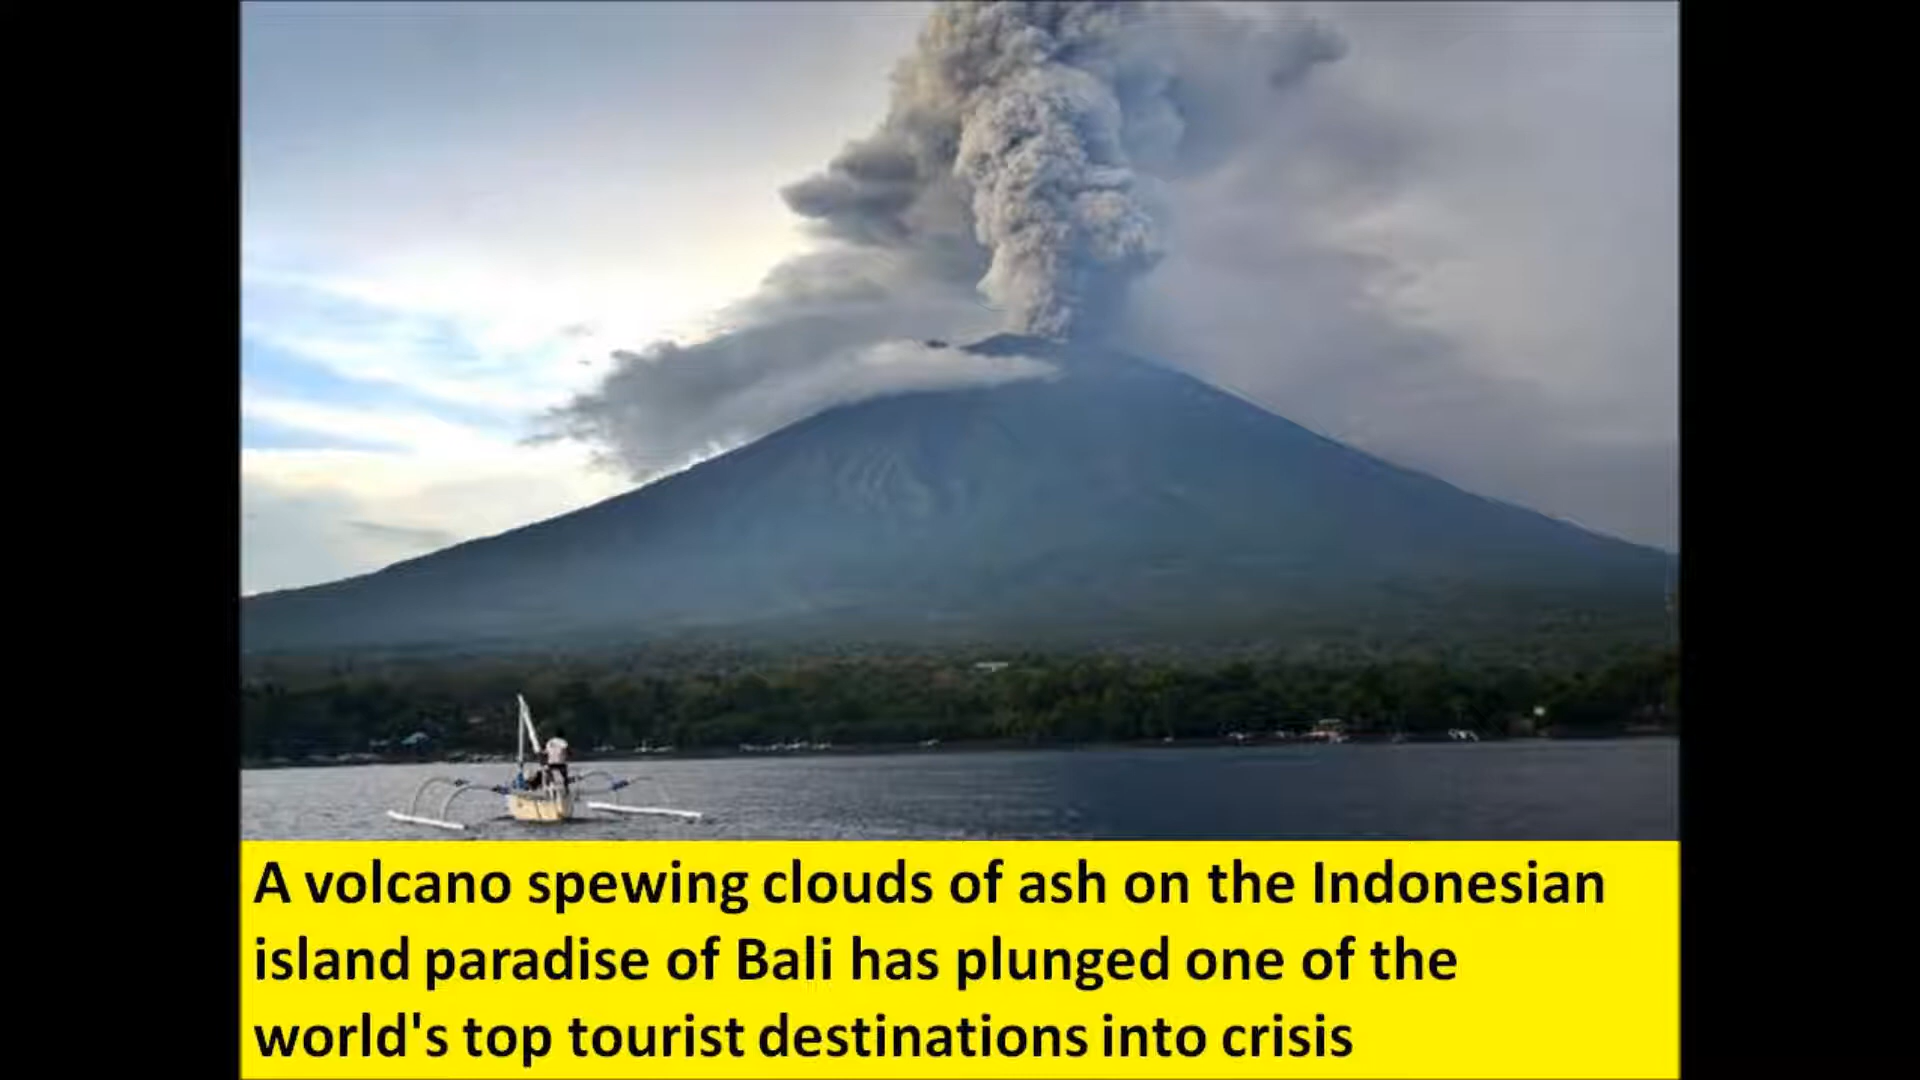 A volcano spewing clouds of ash on the Indonesian
island paradise of Bali has plunged one of the
world's top tourist destinations into crisis